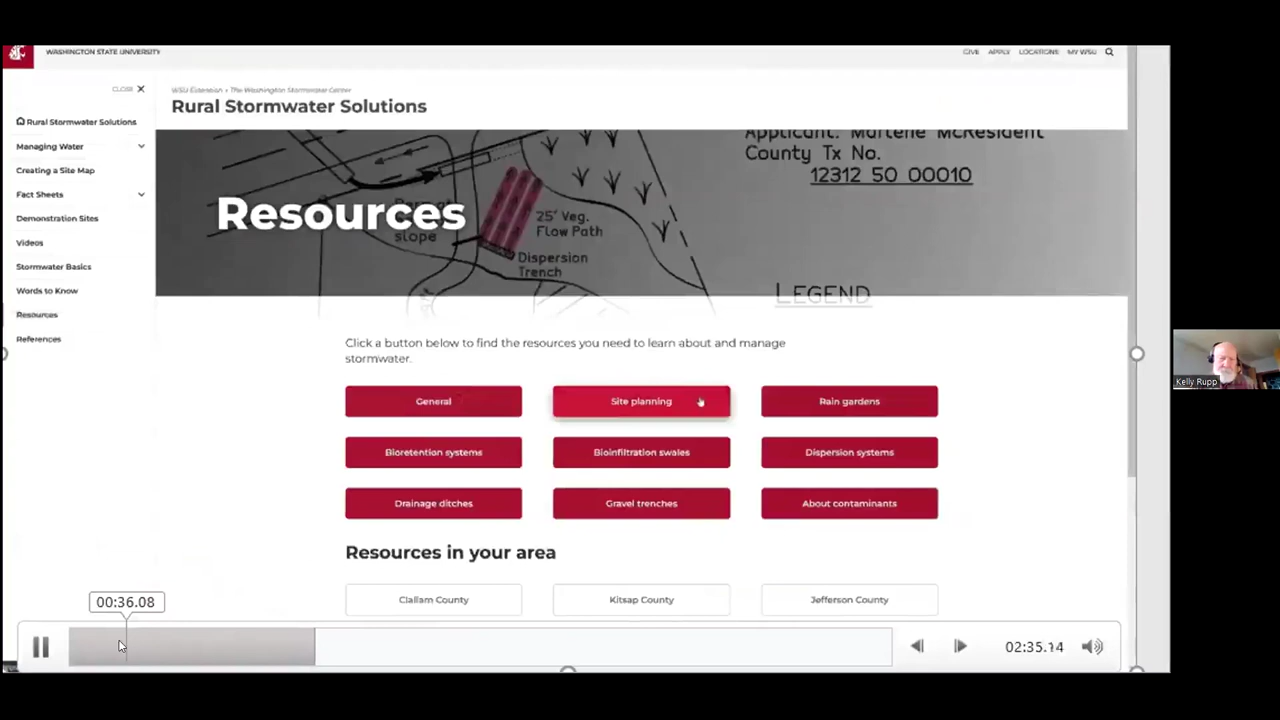 WASHINGTON STATE UNIVERSITY
GIVE APPLY LOCATIONS MY WSU
CLOSE X
WSU Extension › The Washington Stormwater Center
Rural Stormwater Solutions
Rural Stormwater Solutions
Managing Water
Creating a Site Map
Fact Sheets
Demonstration Sites
Videos
Stormwater Basics
Words to Know
Resources
References
Applicant: Marlene McResident
County Tx No.
12312 50 00010
Resources
slope
25' Veg.
Flow Path
Dispersion
Trench
LEGEND
Click a button below to find the resources you need to learn about and manage
stormwater.
General
Site planning
Rain gardens
Bioretention systems
Bioinfiltration swales
Dispersion systems
Drainage ditches
Gravel trenches
About contaminants
Resources in your area
Clallam County
Kitsap County
Jefferson County
00:36.08
02:35.14
Kelly Rupp